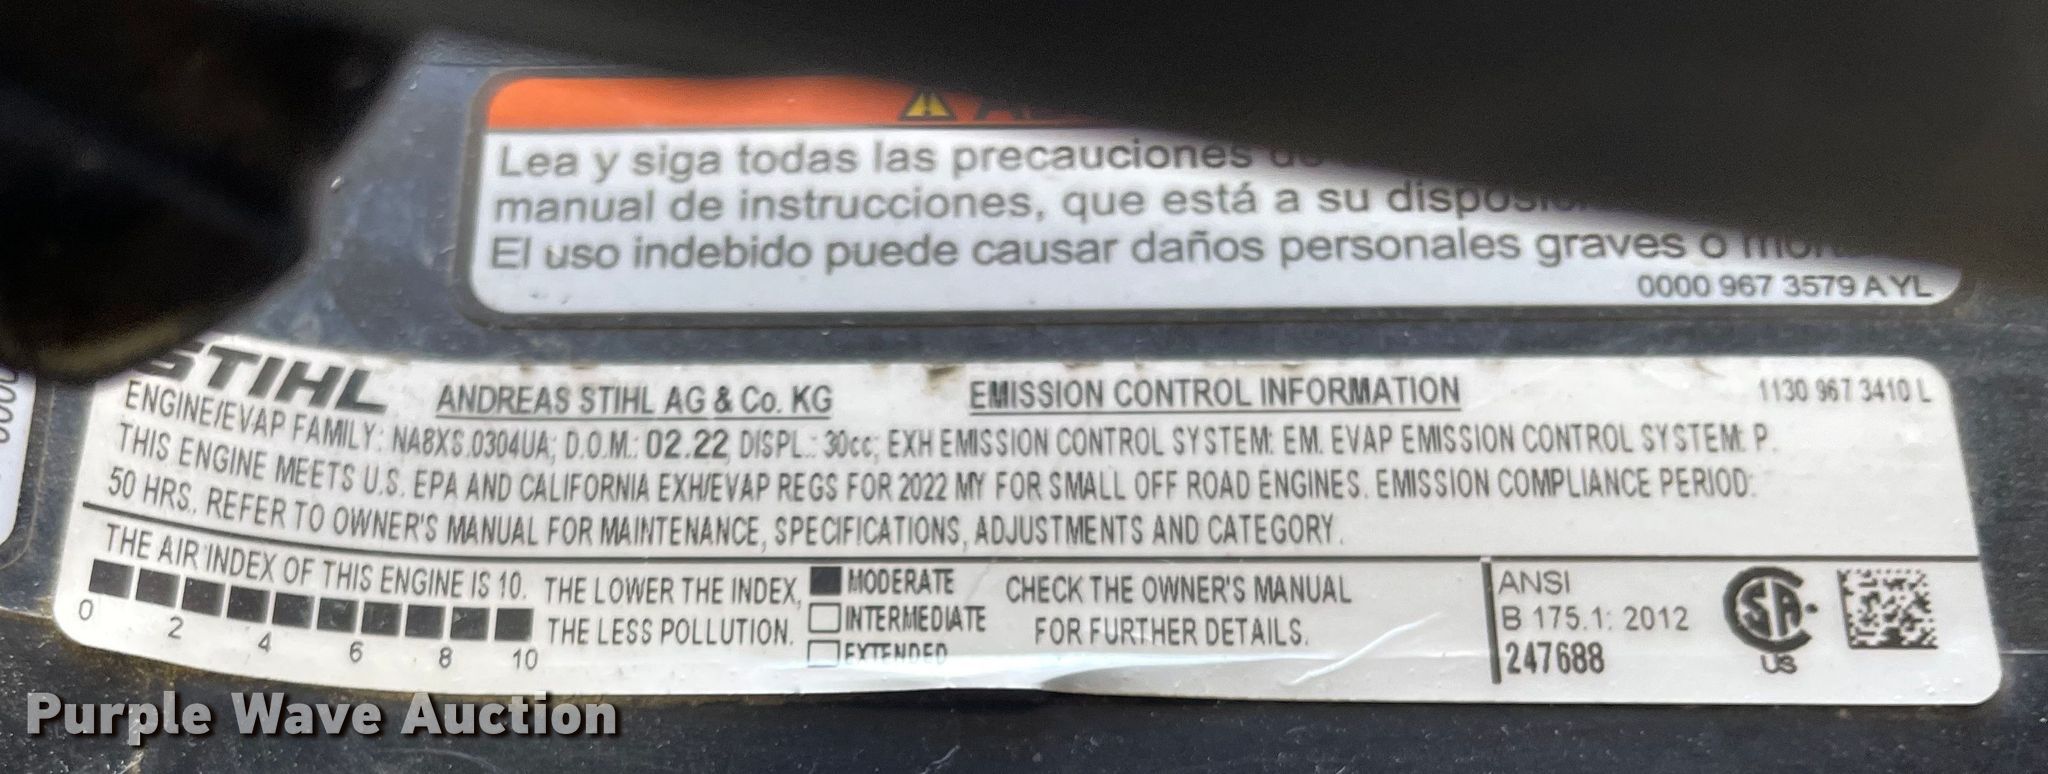 Lea y siga todas las precauciones
manual de instrucciones, que está a su
El uso indebido puede causar daños personales graves o
0000 967 3579 A YL
STIHL ANDREAS STIHL AG & Co. KG EMISSION CONTROL INFORMATION 1130 967 3410 L
ENGINE/EVAP FAMILY: NA8XS.0304UA; D.O.M.: 02.22 DISPL.: 30cc; EXH EMISSION CONTROL SYSTEM: EM. EVAP EMISSION CONTROL SYSTEM: P.
THIS ENGINE MEETS U.S. EPA AND CALIFORNIA EXH/EVAP REGS FOR 2022 MY FOR SMALL OFF ROAD ENGINES. EMISSION COMPLIANCE PERIOD:
50 HRS. REFER TO OWNER'S MANUAL FOR MAINTENANCE, SPECIFICATIONS, ADJUSTMENTS AND CATEGORY.
THE AIR INDEX OF THIS ENGINE IS 10.
0 2 4 6 8 10
THE LOWER THE INDEX,
THE LESS POLLUTION.
MODERATE
INTERMEDIATE
EXTENDED
CHECK THE OWNER'S MANUAL
FOR FURTHER DETAILS.
ANSI
B 175.1: 2012
247688
SA
US
Purple Wave Auction